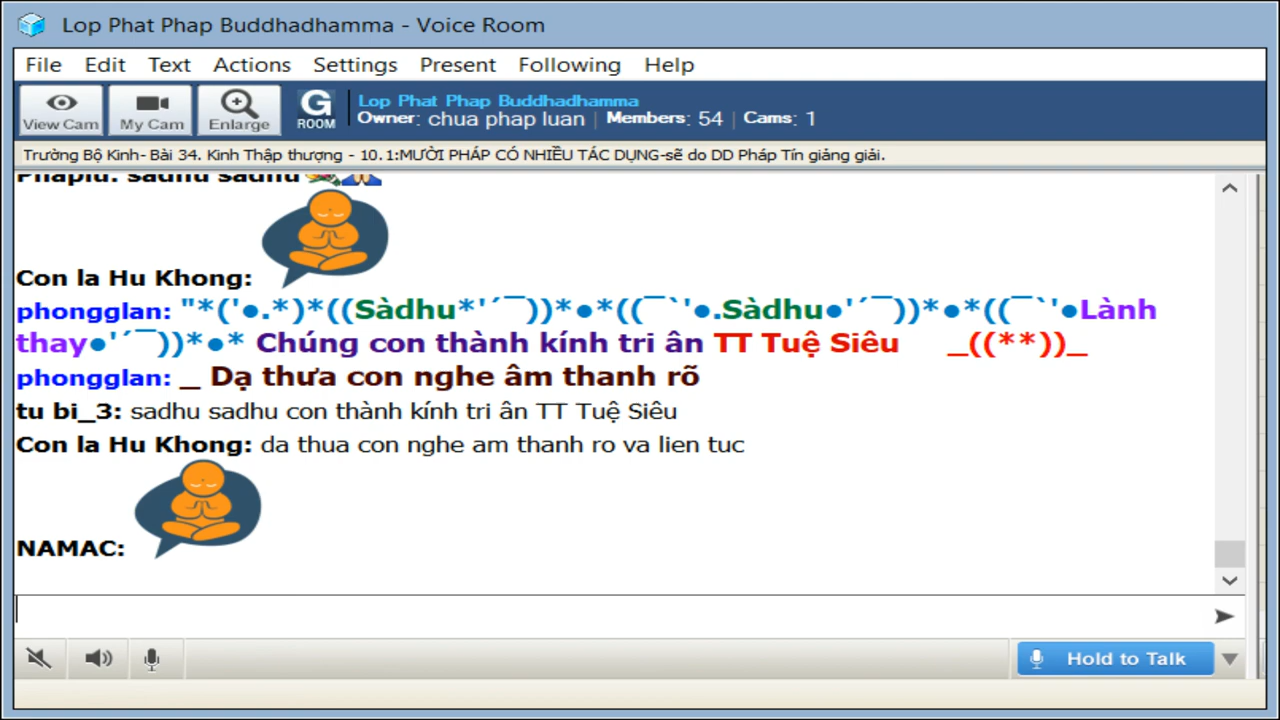 Lop Phat Phap Buddhadhamma - Voice Room
File Edit Text Actions Settings Present Following Help
View Cam My Cam Enlarge G ROOM
Lop Phat Phap Buddhadhamma
Owner: chua phap luan | Members: 54 | Cams: 1
Trường Bộ Kinh- Bài 34. Kinh Thập thượng - 10.1:MƯỜI PHÁP CÓ NHIỀU TÁC DỤNG-sẽ do DD Pháp Tín giảng giải.
Phaplu: sadhu sadhu
Con la Hu Khong:
phongglan: "*('●.*)*((Sàdhu*'´¯))*●*((¯`'●.Sàdhu●'´¯))*●*((¯`'●Lành
thay●'´¯))*●* Chúng con thành kính tri ân TT Tuệ Siêu _((**))_
phongglan: _ Dạ thưa con nghe âm thanh rõ
tu bi_3: sadhu sadhu con thành kính tri ân TT Tuệ Siêu
Con la Hu Khong: da thua con nghe am thanh ro va lien tuc
NAMAC:
Hold to Talk